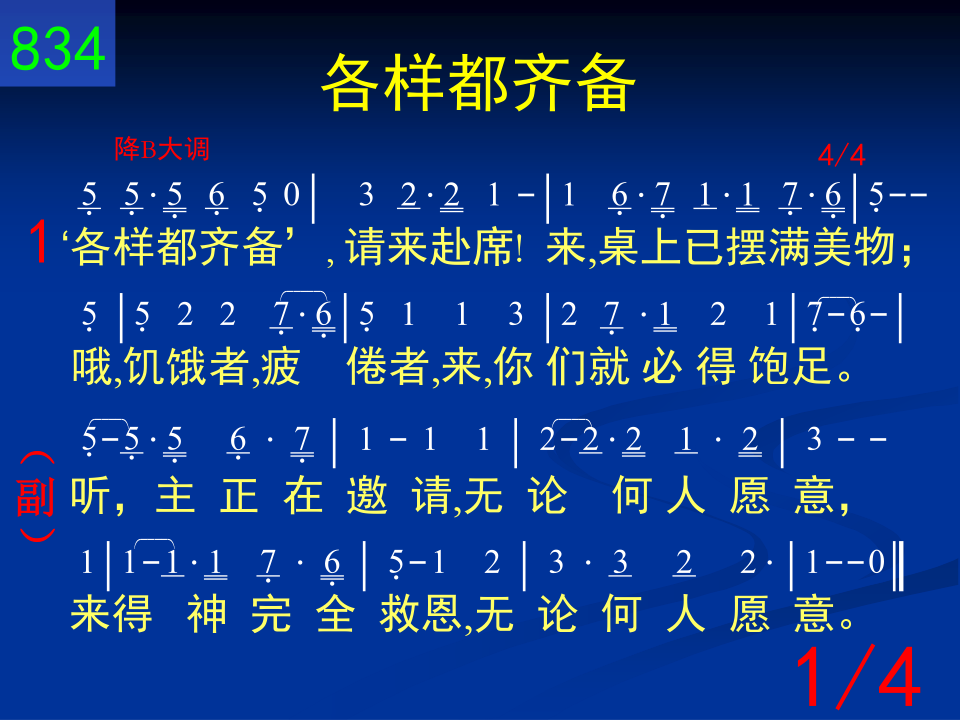 834
各样都齐备
降B大调 4/4
5 5·5 6 5 0| 3 2·2 1 -|1 6·7 1·1 7·6|5--
1 ‘各样都齐备’, 请来赴席! 来,桌上已摆满美物;
5 |5 2 2 7·6|5 1 1 3 |2 7·1 2 1|7-6-|
哦,饥饿者,疲 倦者,来,你 们就 必 得 饱足。
5-5·5 6·7 | 1 - 1 1 | 2-2·2 1·2 | 3 - -
(副) 听, 主 正 在 邀 请,无 论 何 人 愿 意,
1|1-1·1 7·6 | 5-1 2 | 3·3 2 2·|1--0‖
来得 神 完 全 救恩,无 论 何 人 愿 意。
1/4